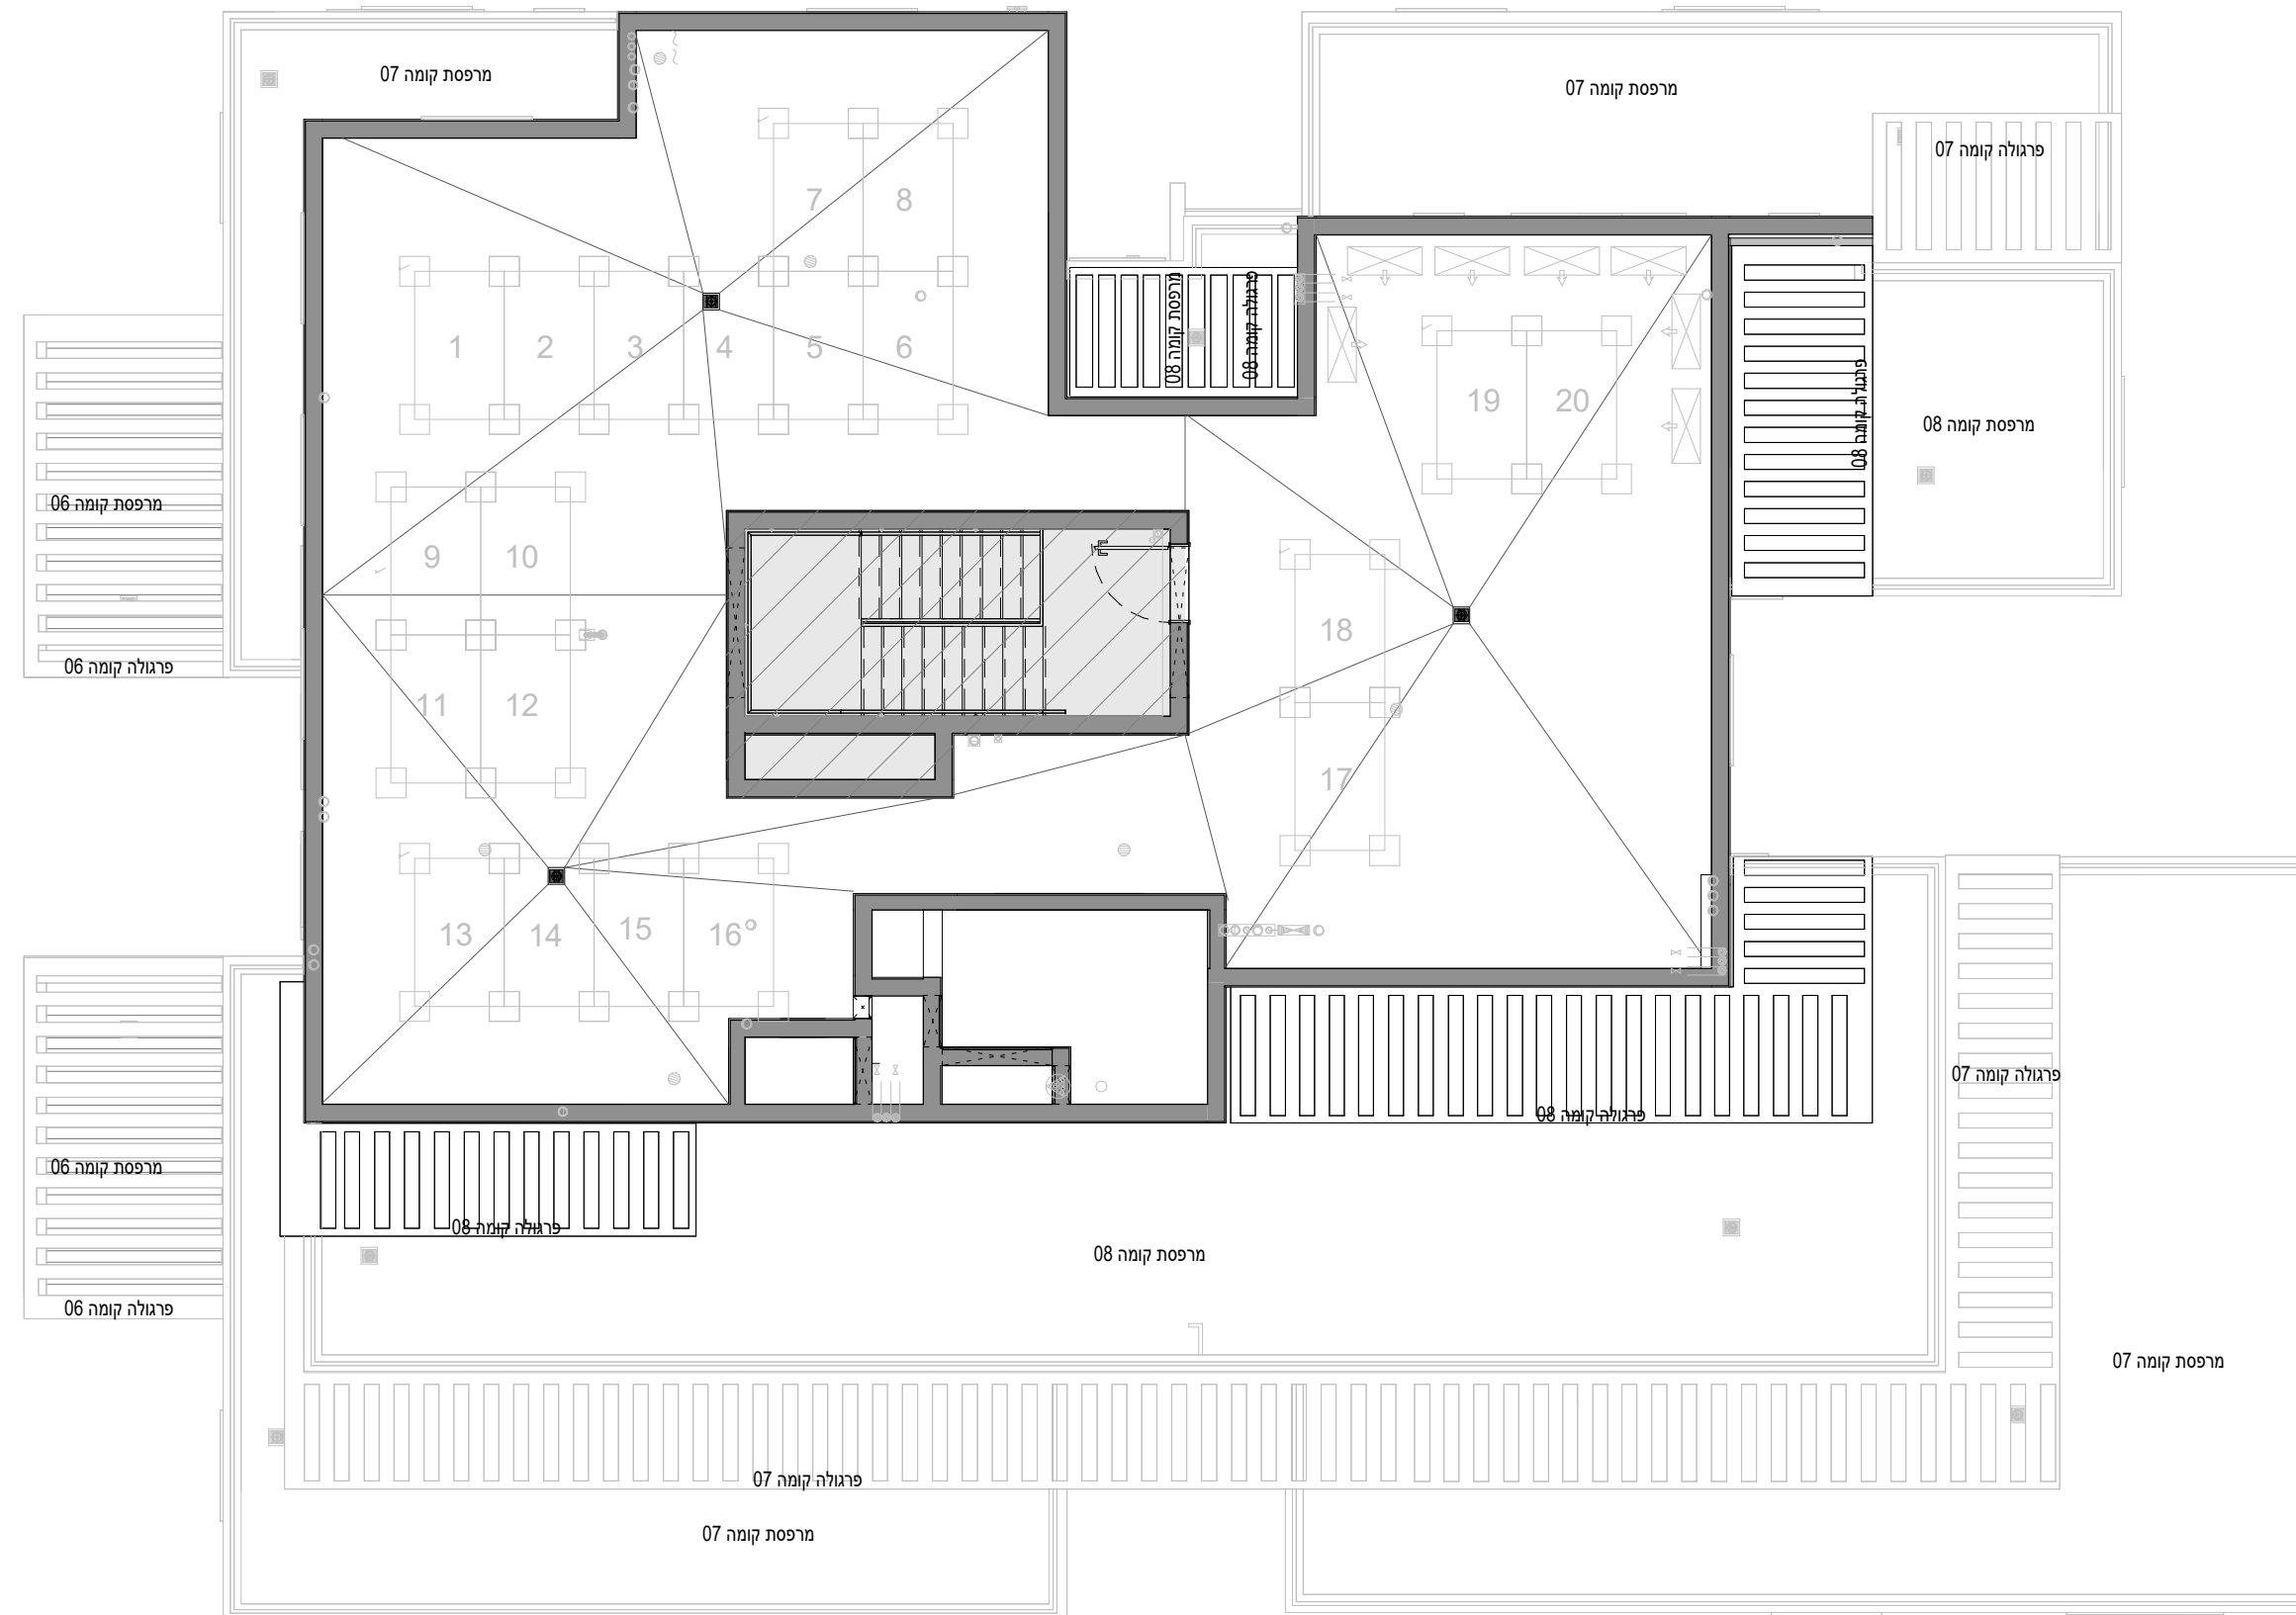 מרפסת קומה 07
מרפסת קומה 07
פרגולה קומה 07
7
8
מרפסת קומה 08
פרגולה קומה 08
1
2
3
4
5
6
19
20
פרגולה קומה 08
מרפסת קומה 08
מרפסת קומה 06
9
10
18
פרגולה קומה 06
11
12
17
13
14
15
16
פרגולה קומה 07
פרגולה קומה 08
מרפסת קומה 06
פרגולה קומה 08
מרפסת קומה 08
פרגולה קומה 06
מרפסת קומה 07
פרגולה קומה 07
מרפסת קומה 07